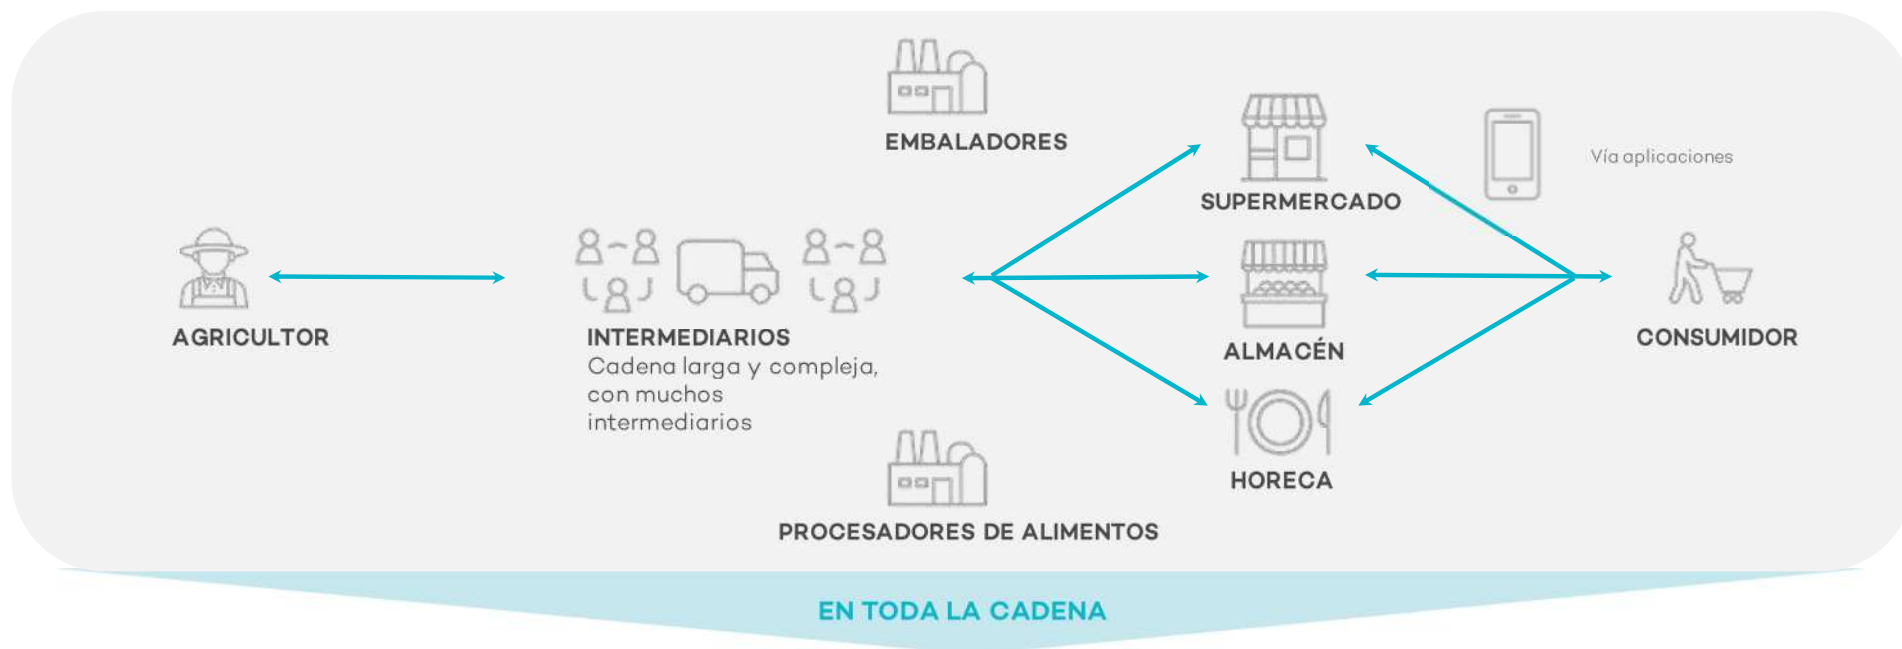 EMBALADORES
Vía aplicaciones
SUPERMERCADO
AGRICULTOR
INTERMEDIARIOS
Cadena larga y compleja,
con muchos
intermediarios
ALMACÉN
CONSUMIDOR
HORECA
PROCESADORES DE ALIMENTOS
EN TODA LA CADENA